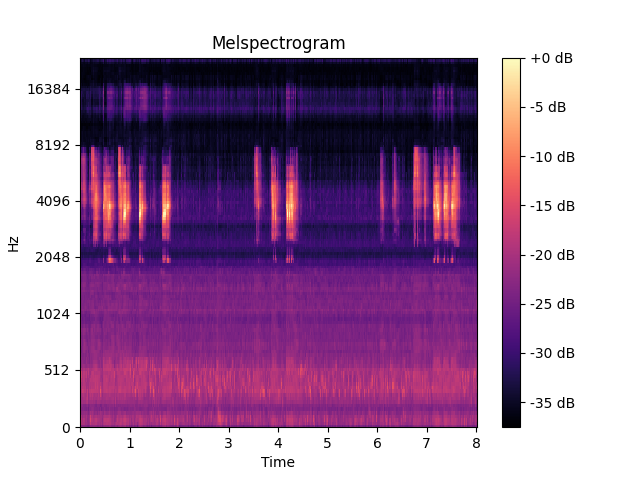 Melspectrogram
Hz
16384
8192
4096
2048
1024
512
0
0 1 2 3 4 5 6 7 8
Time
+0 dB
-5 dB
-10 dB
-15 dB
-20 dB
-25 dB
-30 dB
-35 dB